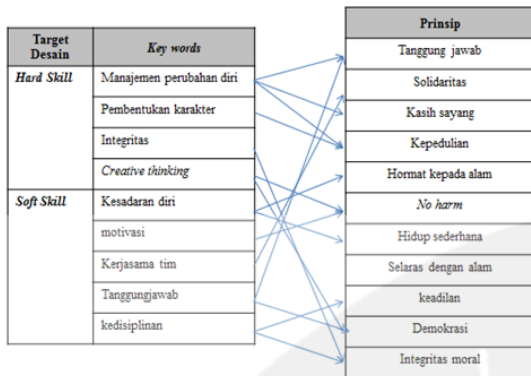 Target
Desain
Key words
Hard Skill
Manajemen perubahan diri
Pembentukan karakter
Integritas
Creative thinking
Soft Skill
Kesadaran diri
motivasi
Kerjasama tim
Tanggungjawab
kedisiplinan
Prinsip
Tanggung jawab
Solidaritas
Kasih sayang
Kepedulian
Hormat kepada alam
No harm
Hidup sederhana
Selaras dengan alam
keadilan
Demokrasi
Integritas moral